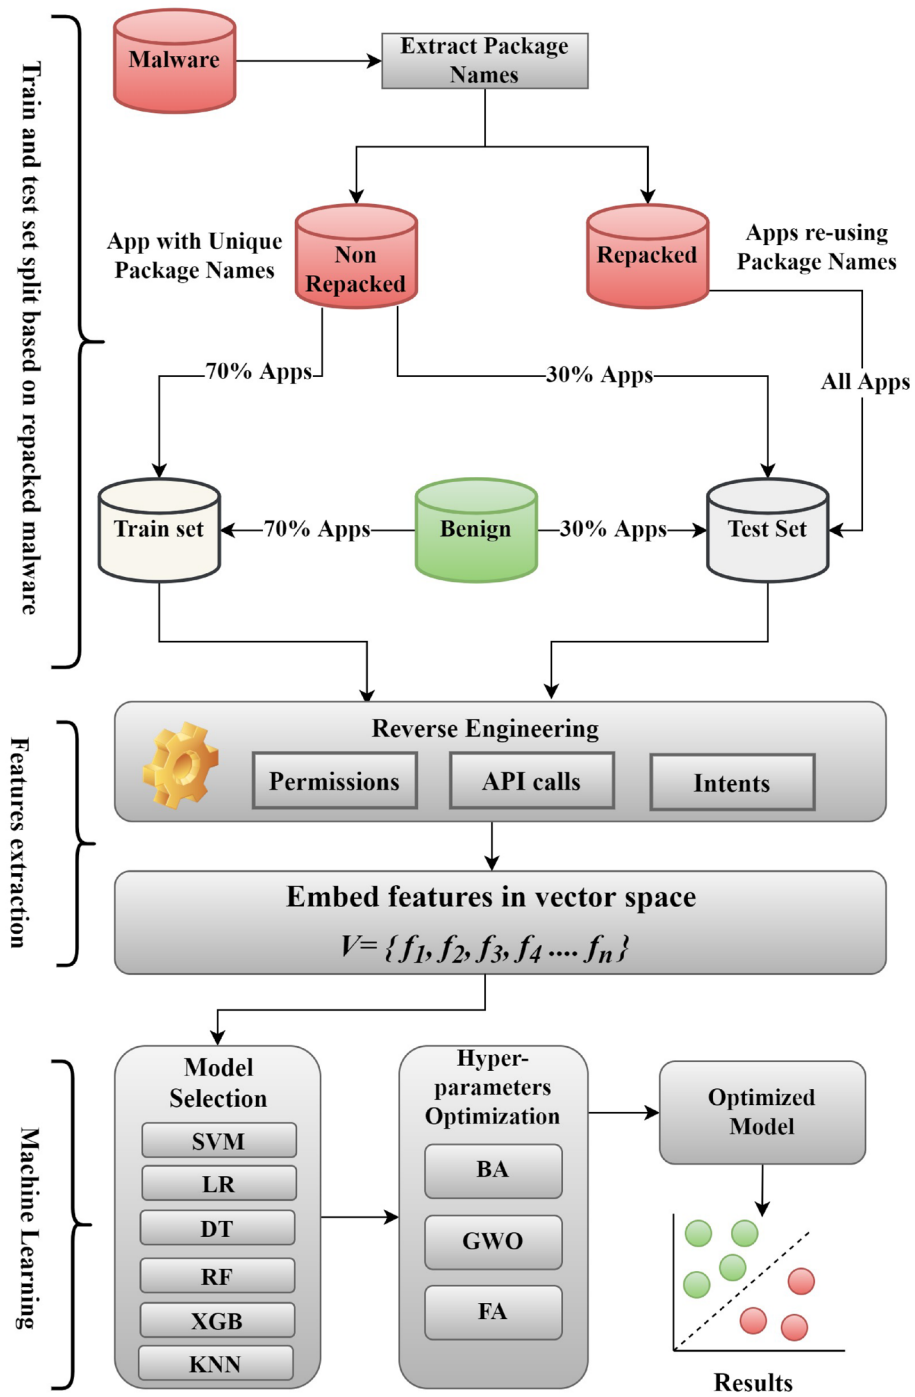 Train and test set split based on repacked malware
Malware
Extract Package
Names
App with Unique
Package Names
Non
Repacked
Repacked
Apps re-using
Package Names
70% Apps
30% Apps
All Apps
Train set
70% Apps
Benign
30% Apps
Test Set
Features extraction
Reverse Engineering
Permissions
API calls
Intents
Embed features in vector space
V= { f1, f2, f3, f4 .... fn }
Machine Learning
Model
Selection
SVM
LR
DT
RF
XGB
KNN
Hyper-
parameters
Optimization
BA
GWO
FA
Optimized
Model
Results